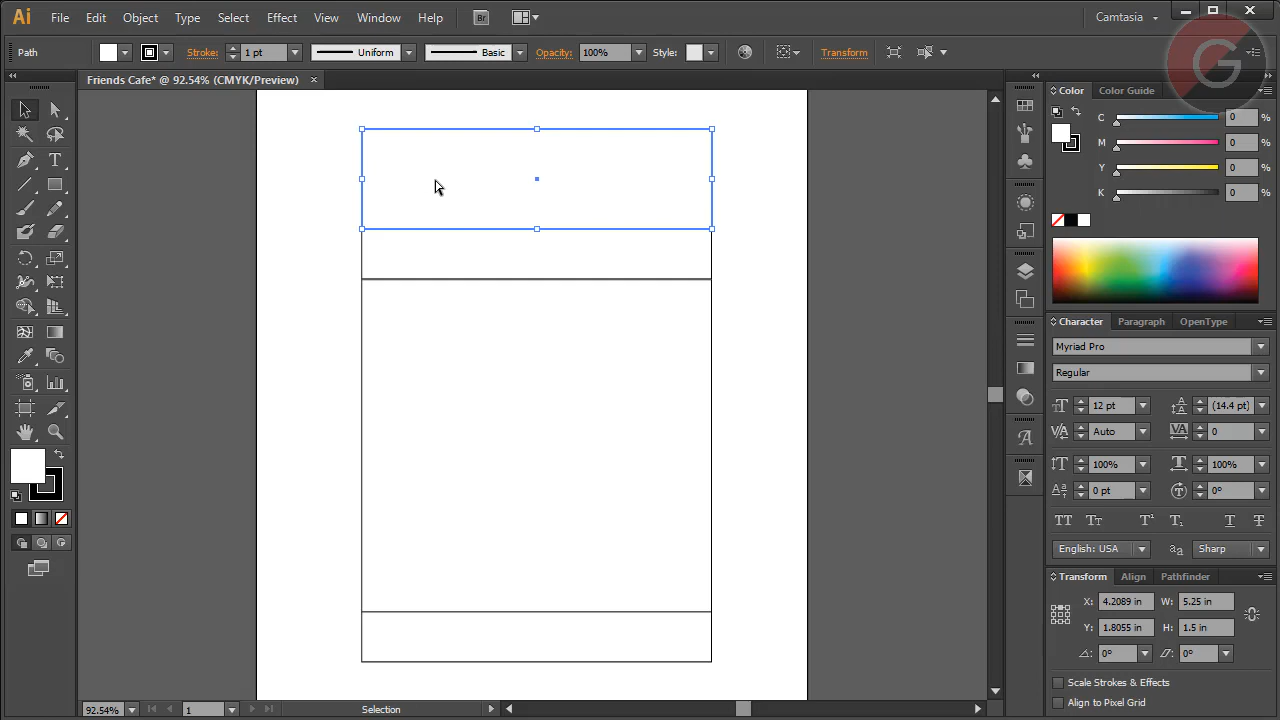 Ai File Edit Object Type Select Effect View Window Help Br Camtasia
Path Stroke: 1 pt Uniform Basic Opacity: 100% Style: Transform
Friends Cafe* @ 92.54% (CMYK/Preview)
Color Color Guide
C 0 %
M 0 %
Y 0 %
K 0 %
Character Paragraph OpenType
Myriad Pro
Regular
12 pt (14.4 pt)
Auto 0
100% 100%
0 pt 0°
English: USA Sharp
Transform Align Pathfinder
X: 4.2089 in W: 5.25 in
Y: 1.8055 in H: 1.5 in
0° 0°
Scale Strokes & Effects
Align to Pixel Grid
92.54% 1 Selection
G